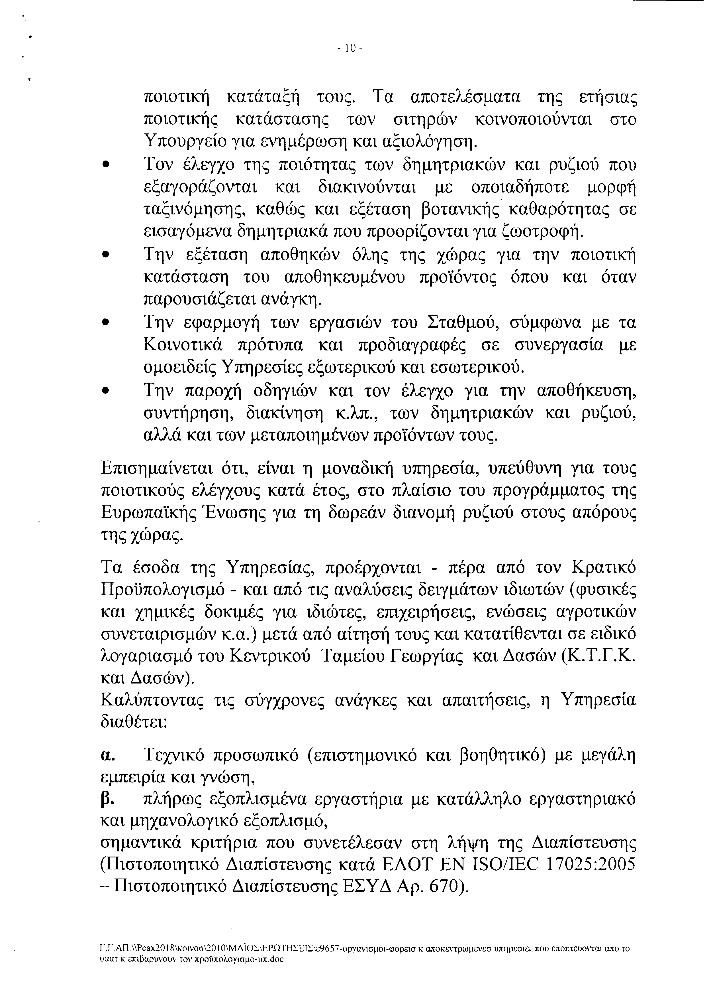 - 10 -
ποιοτική κατάταξή τους. Τα αποτελέσματα της ετήσιας
ποιοτικής κατάστασης των σιτηρών κοινοποιούνται στο
Υπουργείο για ενημέρωση και αξιολόγηση.
• Τον έλεγχο της ποιότητας των δημητριακών και ρυζιού που
εξαγοράζονται και διακινούνται με οποιαδήποτε μορφή
ταξινόμησης, καθώς και εξέταση βοτανικής καθαρότητας σε
εισαγόμενα δημητριακά που προορίζονται για ζωοτροφή.
• Την εξέταση αποθηκών όλης της χώρας για την ποιοτική
κατάσταση του αποθηκευμένου προϊόντος όπου και όταν
παρουσιάζεται ανάγκη.
• Την εφαρμογή των εργασιών του Σταθμού, σύμφωνα με τα
Κοινοτικά πρότυπα και προδιαγραφές σε συνεργασία με
ομοειδείς Υπηρεσίες εξωτερικού και εσωτερικού.
• Την παροχή οδηγιών και τον έλεγχο για την αποθήκευση,
συντήρηση, διακίνηση κ.λπ., των δημητριακών και ρυζιού,
αλλά και των μεταποιημένων προϊόντων τους.
Επισημαίνεται ότι, είναι η μοναδική υπηρεσία, υπεύθυνη για τους
ποιοτικούς ελέγχους κατά έτος, στο πλαίσιο του προγράμματος της
Ευρωπαϊκής Ένωσης για τη δωρεάν διανομή ρυζιού στους απόρους
της χώρας.
Τα έσοδα της Υπηρεσίας, προέρχονται - πέρα από τον Κρατικό
Προϋπολογισμό - και από τις αναλύσεις δειγμάτων ιδιωτών (φυσικές
και χημικές δοκιμές για ιδιώτες, επιχειρήσεις, ενώσεις αγροτικών
συνεταιρισμών κ.α.) μετά από αίτησή τους και κατατίθενται σε ειδικό
λογαριασμό του Κεντρικού Ταμείου Γεωργίας και Δασών (Κ.Τ.Γ.Κ.
και Δασών).
Καλύπτοντας τις σύγχρονες ανάγκες και απαιτήσεις, η Υπηρεσία
διαθέτει:
α. Τεχνικό προσωπικό (επιστημονικό και βοηθητικό) με μεγάλη
εμπειρία και γνώση,
β. πλήρως εξοπλισμένα εργαστήρια με κατάλληλο εργαστηριακό
και μηχανολογικό εξοπλισμό,
σημαντικά κριτήρια που συνετέλεσαν στη λήψη της Διαπίστευσης
(Πιστοποιητικό Διαπίστευσης κατά ΕΛΟΤ ΕΝ ISO/IEC 17025:2005
– Πιστοποιητικό Διαπίστευσης ΕΣΥΔ Αρ. 670).
Γ.Γ.ΑΠ.\\Pcax2018\κοινοσ\2010\ΜΑΪΟΣ\ΕΡΩΤΗΣΕΙΣ\ε9657-οργανισμοι-φορεισ κ αποκεντρωμενεσ υπηρεσιες που εποπτευονται απο το
υαατ κ επιβαρυνουν τον προϋπολογισμο-υπ.doc